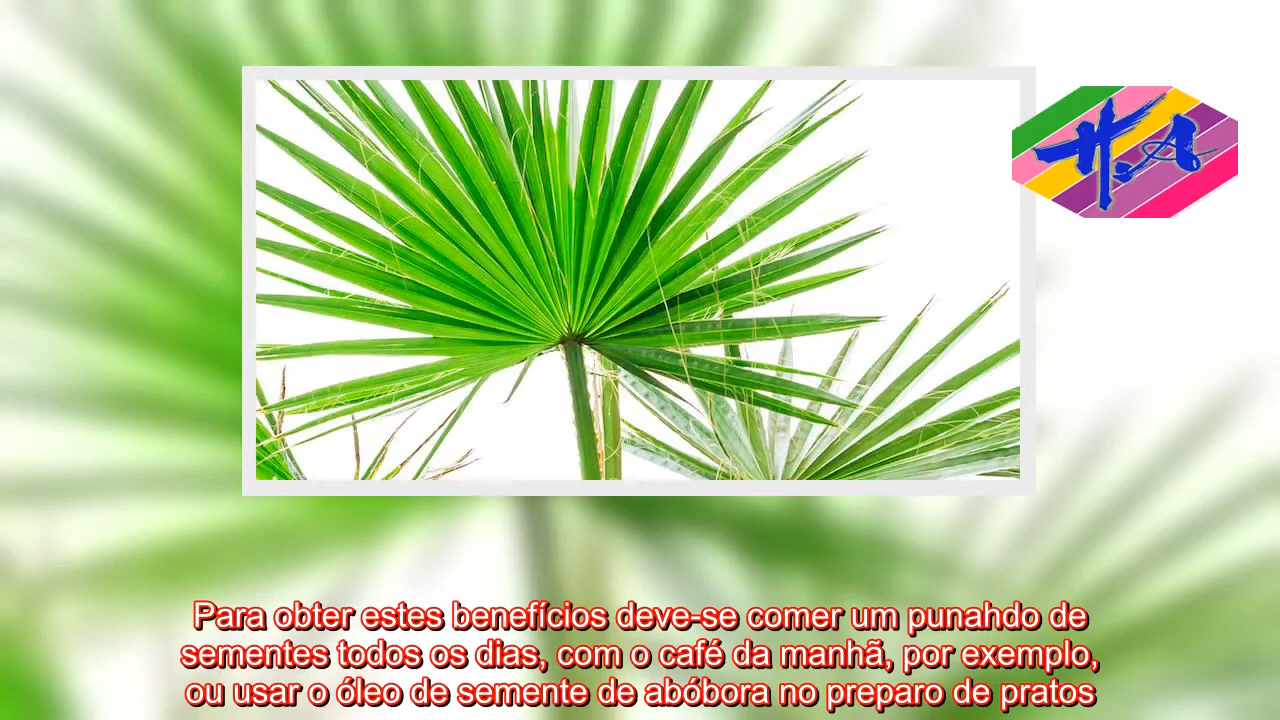 H.A
Para obter estes benefícios deve-se comer um punahdo de
sementes todos os dias, com o café da manhã, por exemplo,
ou usar o óleo de semente de abóbora no preparo de pratos